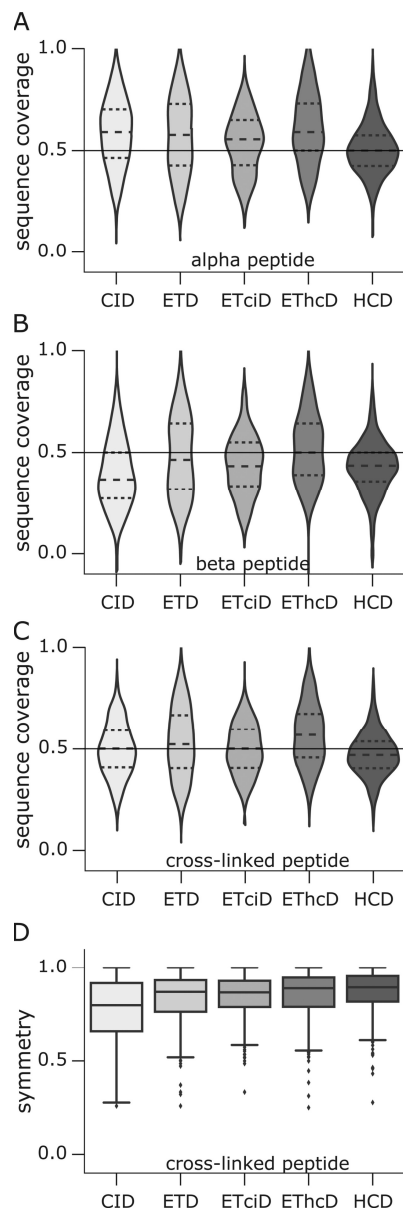 A
sequence coverage
1.0
0.5
0.0
alpha peptide
CID ETD ETciD EThcD HCD
B
sequence coverage
1.0
0.5
0.0
beta peptide
CID ETD ETciD EThcD HCD
C
sequence coverage
1.0
0.5
0.0
cross-linked peptide
CID ETD ETciD EThcD HCD
D
symmetry
1.0
0.5
0.0
cross-linked peptide
CID ETD ETciD EThcD HCD